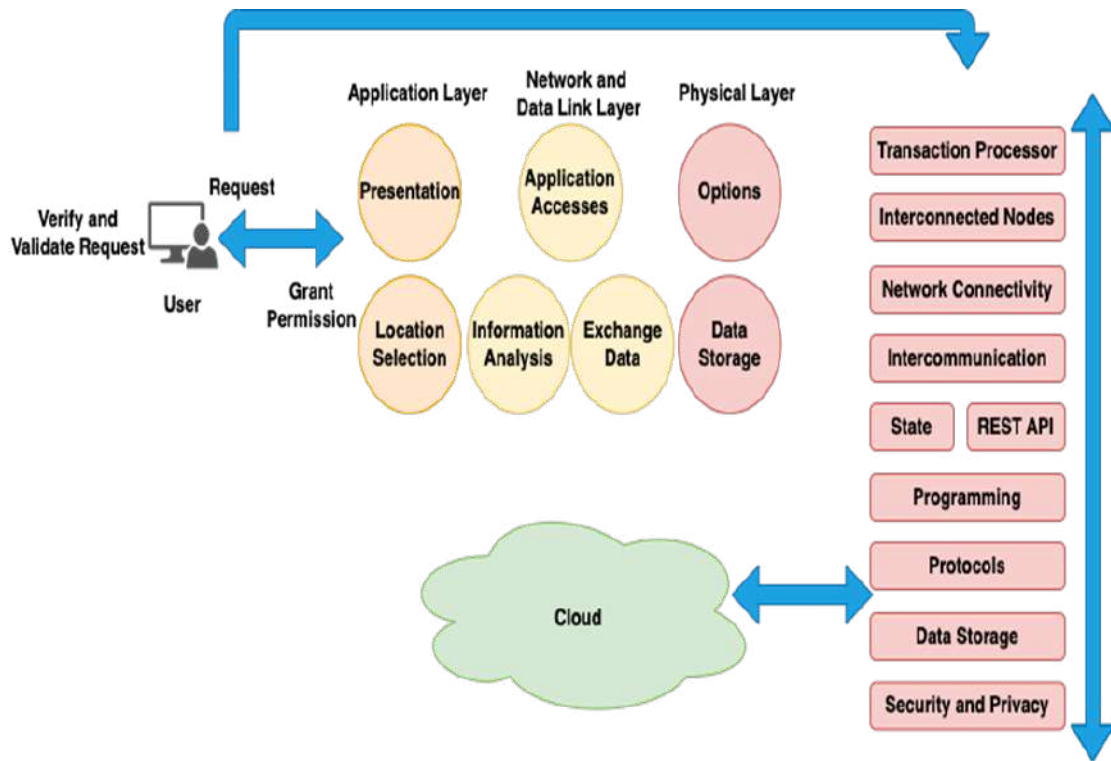 Application Layer
Network and
Data Link Layer
Physical Layer
Presentation
Application
Accesses
Options
Request
Verify and
Validate Request
User
Grant
Permission
Location
Selection
Information
Analysis
Exchange
Data
Data
Storage
Transaction Processor
Interconnected Nodes
Network Connectivity
Intercommunication
State
REST API
Programming
Protocols
Data Storage
Security and Privacy
Cloud